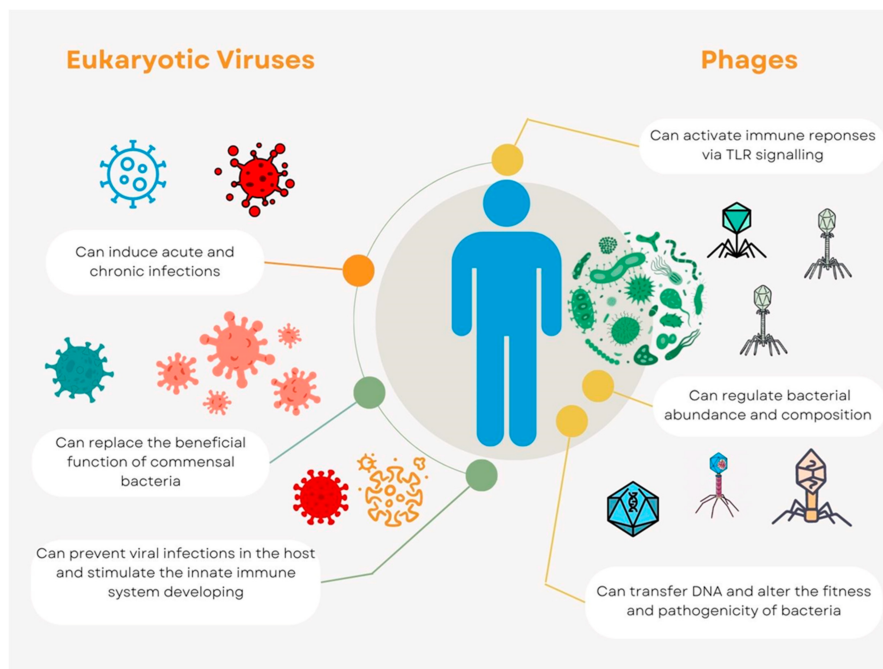 Eukaryotic Viruses
Can induce acute and
chronic infections
Can replace the beneficial
function of commensal
bacteria
Can prevent viral infections in the host
and stimulate the innate immune
system developing
Phages
Can activate immune reponses
via TLR signalling
Can regulate bacterial
abundance and composition
Can transfer DNA and alter the fitness
and pathogenicity of bacteria